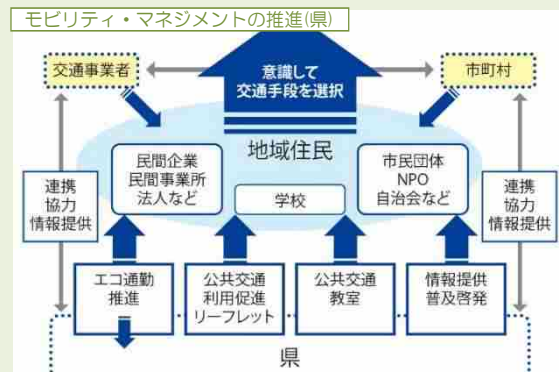 モビリティ・マネジメントの推進(県)
交通事業者
意識して
交通手段を選択
市町村
地域住民
民間企業
民間事業所
法人など
学校
市民団体
NPO
自治会など
連携
協力
情報提供
連携
協力
情報提供
エコ通勤
推進
公共交通
利用促進
リーフレット
公共交通
教室
情報提供
普及啓発
県